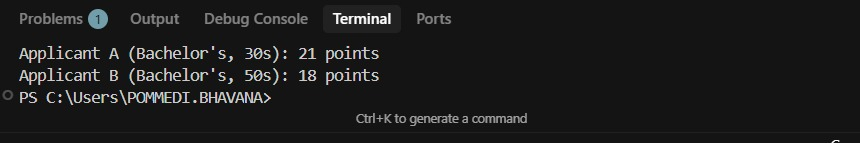 Problems 1 Output Debug Console Terminal Ports
Applicant A (Bachelor's, 30s): 21 points
Applicant B (Bachelor's, 50s): 18 points
PS C:\Users\POMMEDI.BHAVANA>
Ctrl+K to generate a command